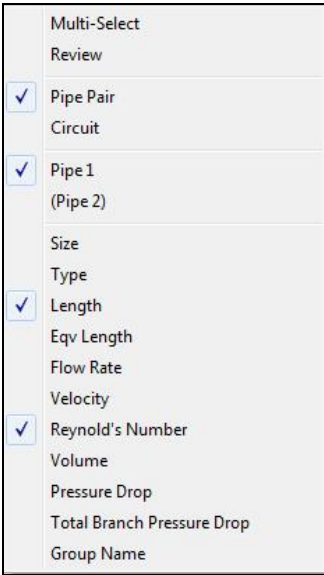 Multi-Select
Review
Pipe Pair
Circuit
Pipe 1
(Pipe 2)
Size
Type
Length
Eqv Length
Flow Rate
Velocity
Reynold's Number
Volume
Pressure Drop
Total Branch Pressure Drop
Group Name